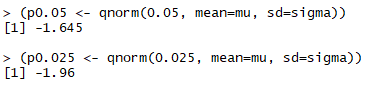 > (p0.05 <- qnorm(0.05, mean=mu, sd=sigma))
[1] -1.645
> (p0.025 <- qnorm(0.025, mean=mu, sd=sigma))
[1] -1.96